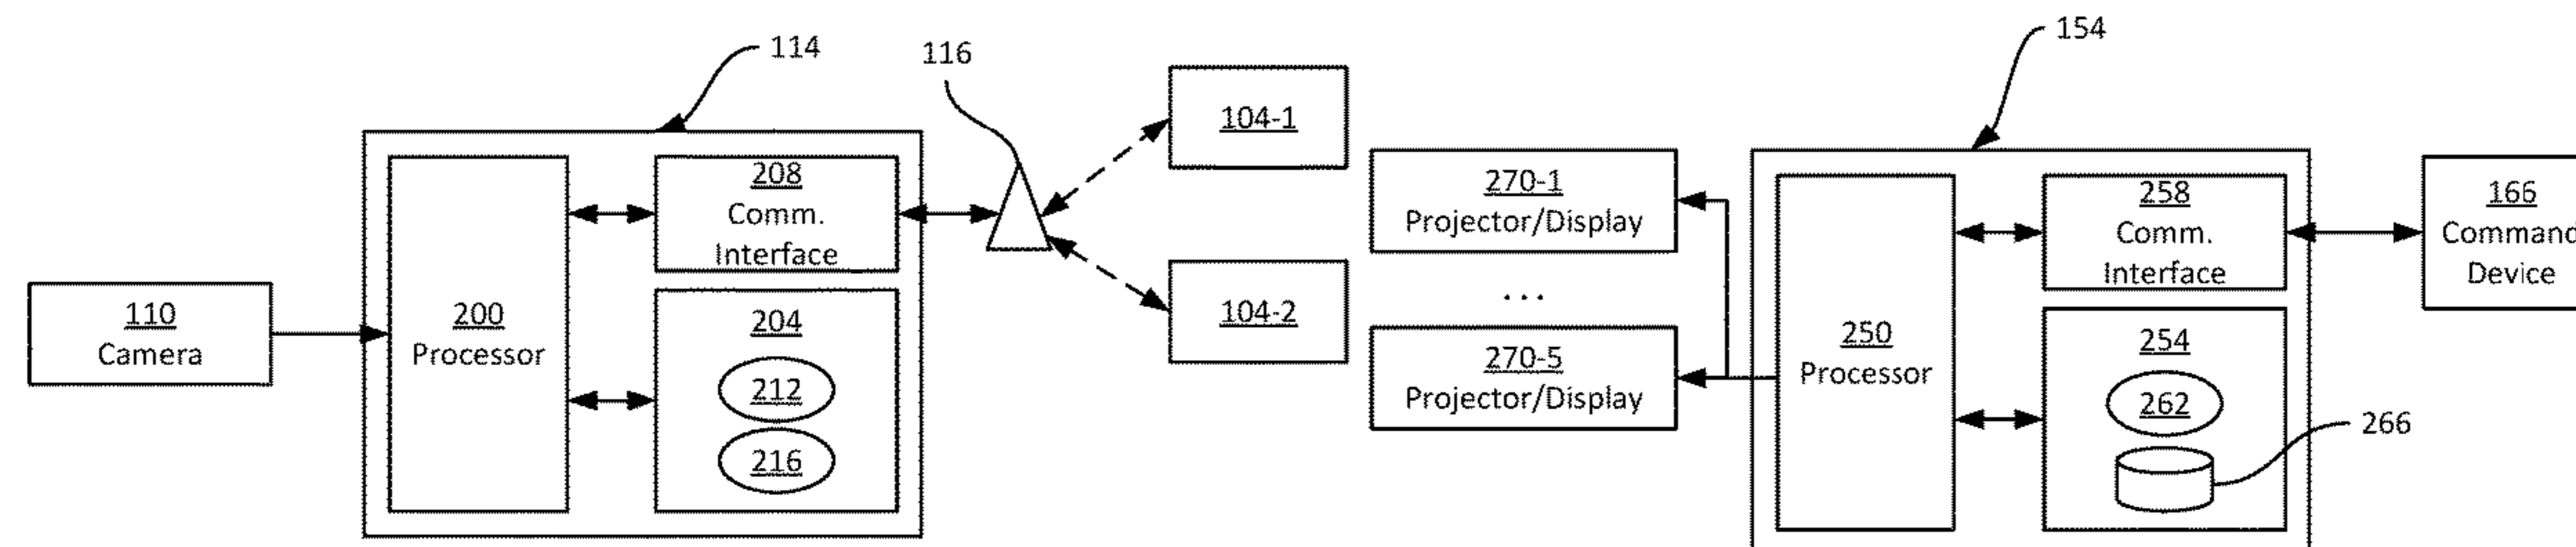 114
116
110
Camera
200
Processor
208
Comm.
Interface
204
212
216
104-1
104-2
270-1
Projector/Display
...
270-5
Projector/Display
154
250
Processor
258
Comm.
Interface
254
262
266
166
Command
Device